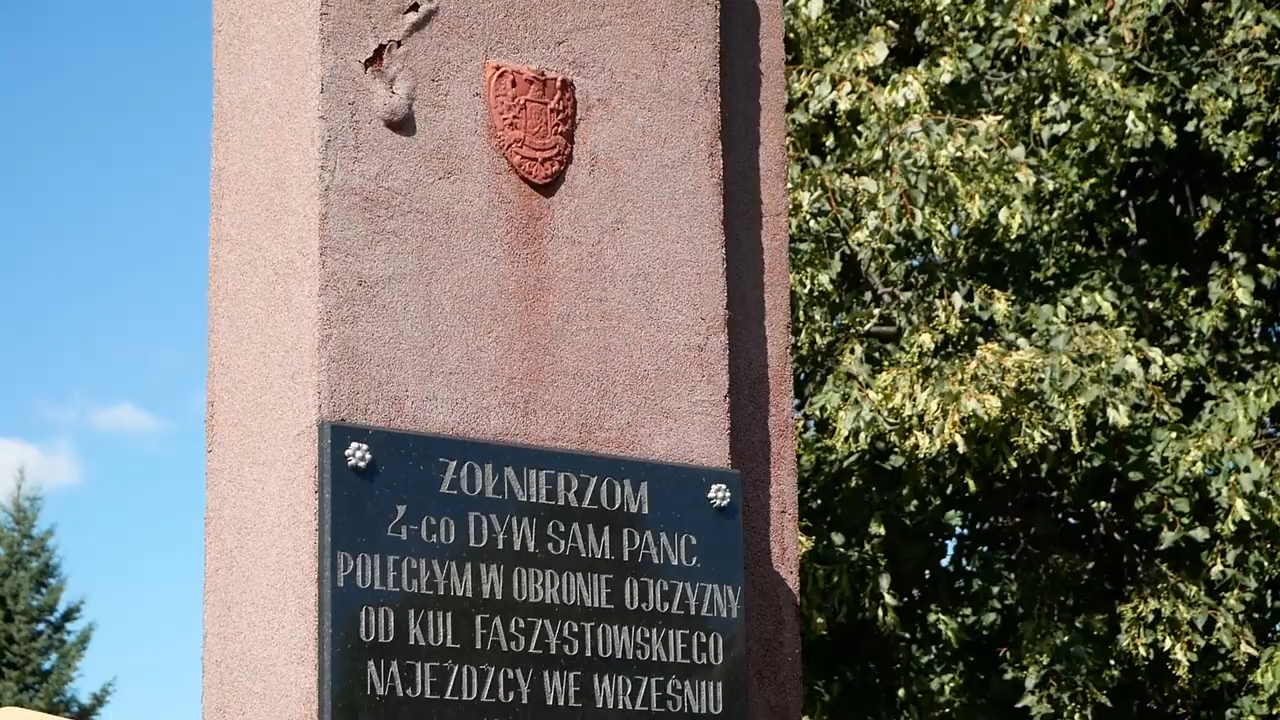 ŻOŁNIERZOM
4-GO DYW. SAM. PANC.
POLEGŁYM W OBRONIE OJCZYZNY
OD KUL FASZYSTOWSKIEGO
NAJEŹDŹCY WE WRZEŚNIU